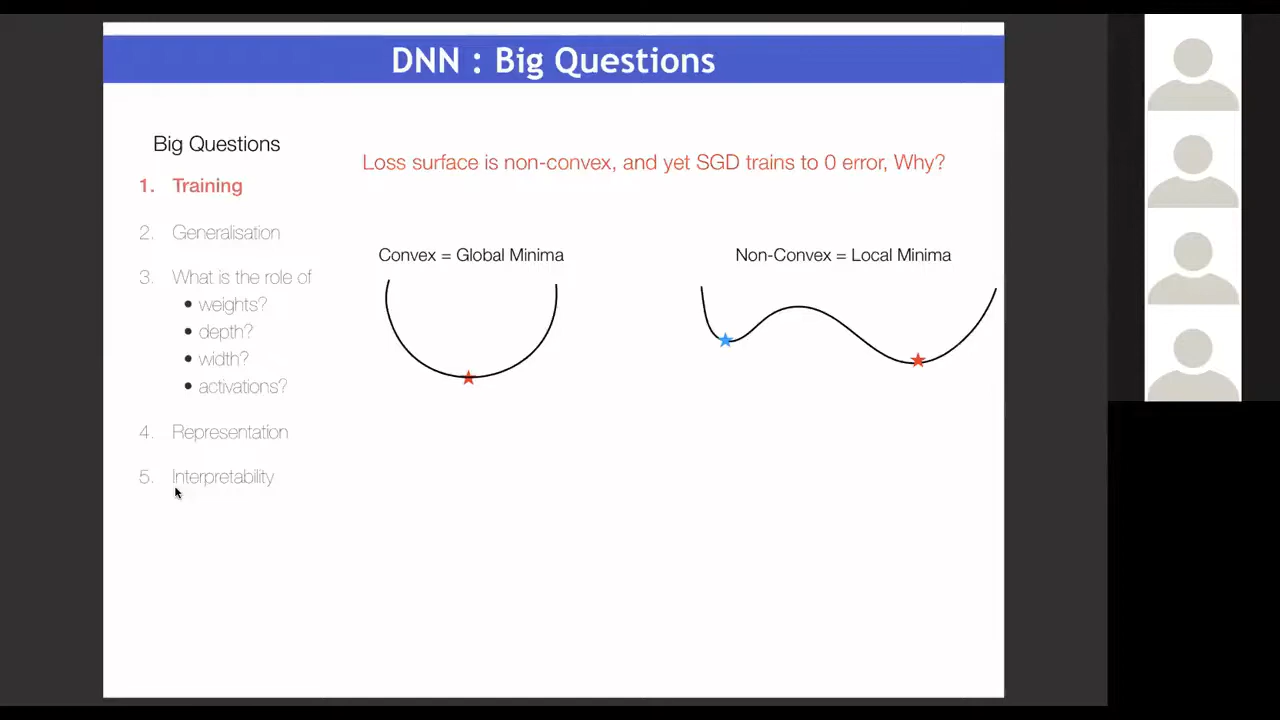 DNN : Big Questions
Big Questions
1. Training
2. Generalisation
3. What is the role of
• weights?
• depth?
• width?
• activations?
4. Representation
5. Interpretability
Loss surface is non-convex, and yet SGD trains to 0 error, Why?
Convex = Global Minima
Non-Convex = Local Minima